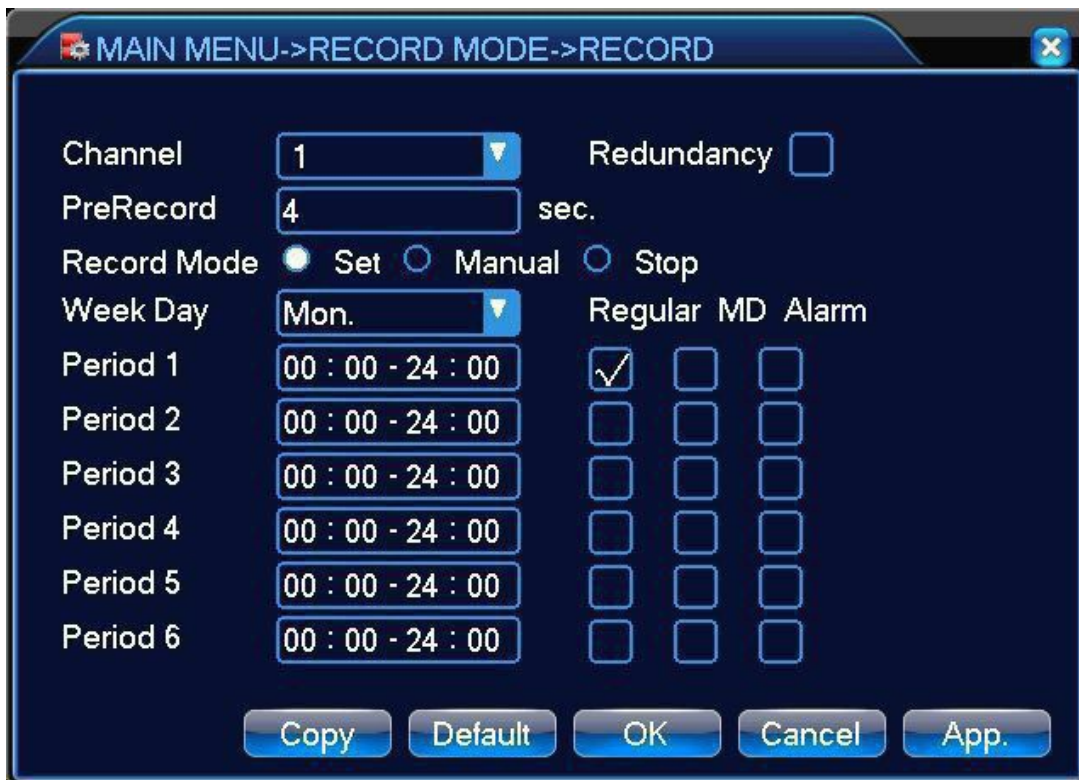 MAIN MENU->RECORD MODE->RECORD
Channel 1 Redundancy
PreRecord 4 sec.
Record Mode Set Manual Stop
Week Day Mon. Regular MD Alarm
Period 1 00 : 00 - 24 : 00
Period 2 00 : 00 - 24 : 00
Period 3 00 : 00 - 24 : 00
Period 4 00 : 00 - 24 : 00
Period 5 00 : 00 - 24 : 00
Period 6 00 : 00 - 24 : 00
Copy Default OK Cancel App.